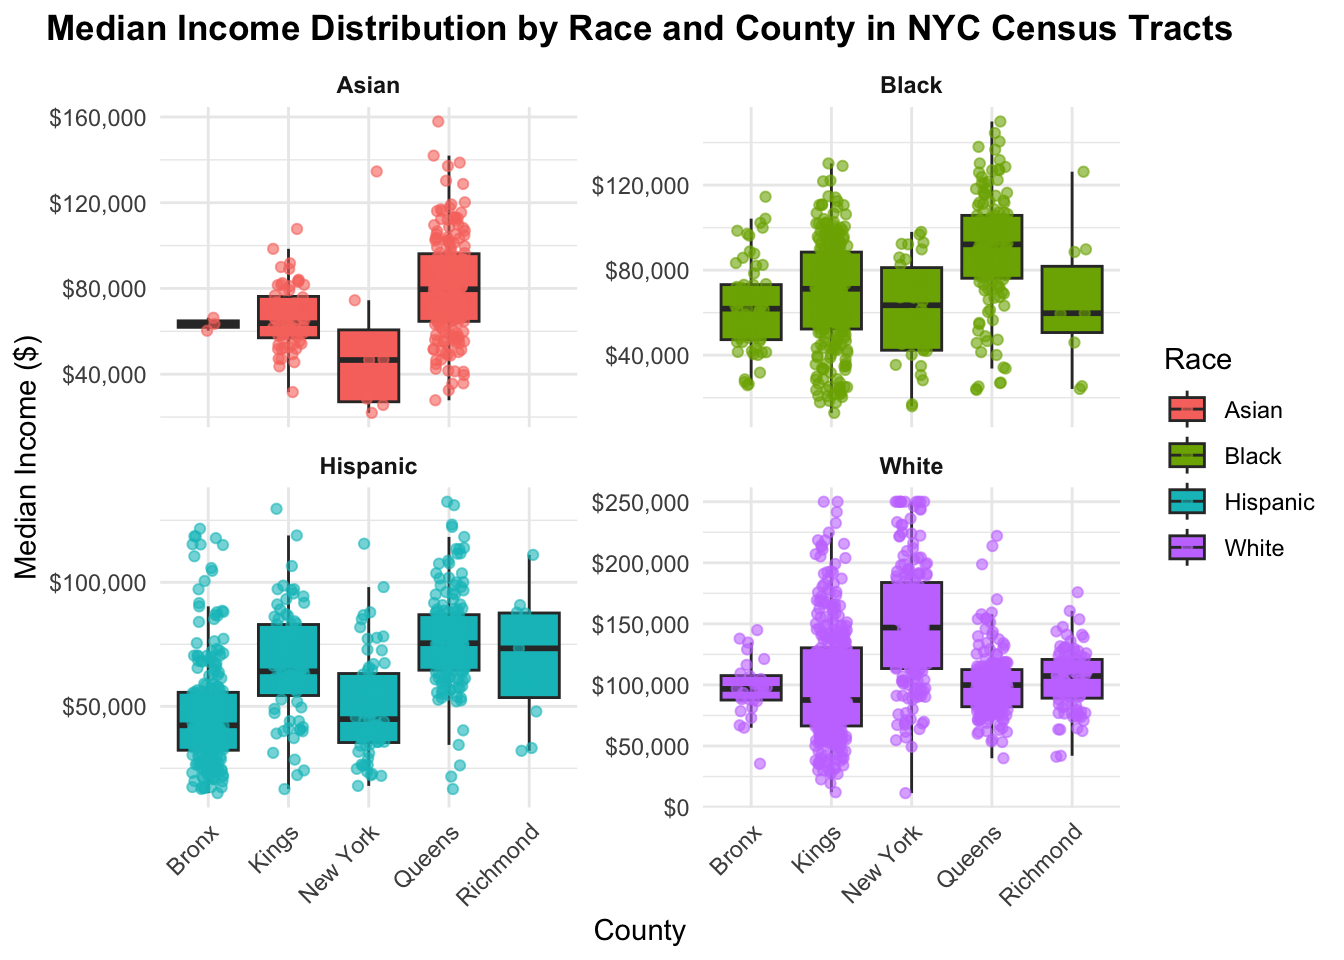 Median Income Distribution by Race and County in NYC Census Tracts
Asian
Black
$160,000
$120,000
$80,000
$40,000
$120,000
$80,000
$40,000
Hispanic
White
$100,000
$50,000
$250,000
$200,000
$150,000
$100,000
$50,000
$0
Bronx
Kings
New York
Queens
Richmond
Bronx
Kings
New York
Queens
Richmond
County
Median Income ($)
Race
Asian
Black
Hispanic
White